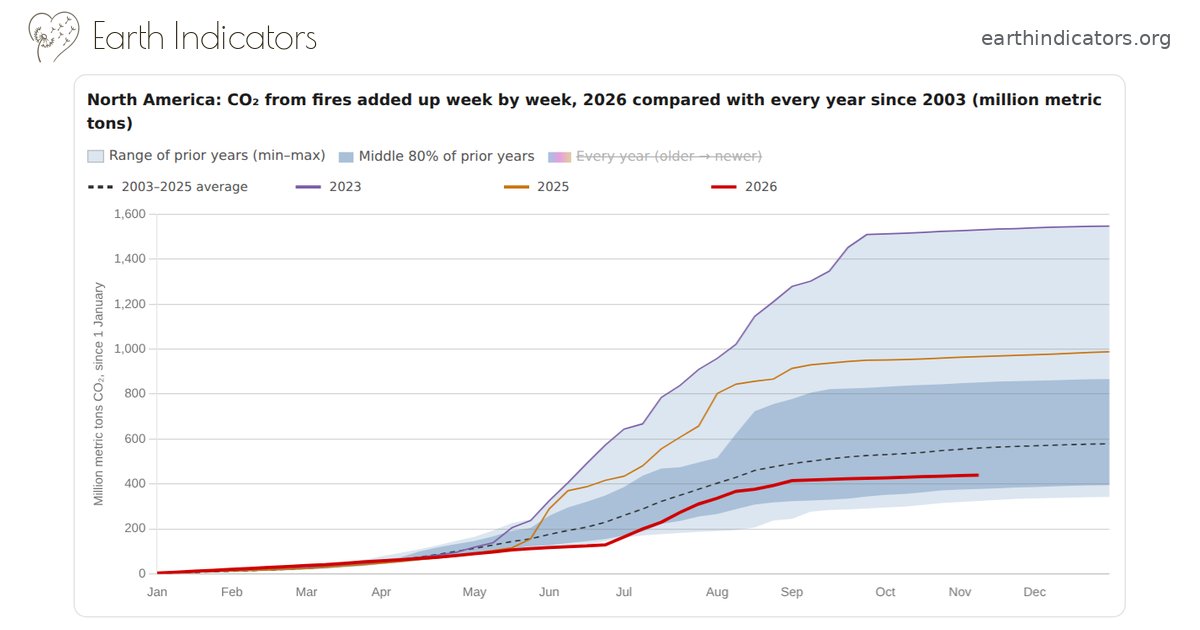 Earth Indicators
earthindicators.org
North America: CO₂ from fires added up week by week, 2026 compared with every year since 2003 (million metric
tons)
Range of prior years (min–max)
Middle 80% of prior years
Every year (older → newer)
2003–2025 average
2023
2025
2026
Million metric tons CO₂, since 1 January
1,600
1,400
1,200
1,000
800
600
400
200
0
Jan
Feb
Mar
Apr
May
Jun
Jul
Aug
Sep
Oct
Nov
Dec